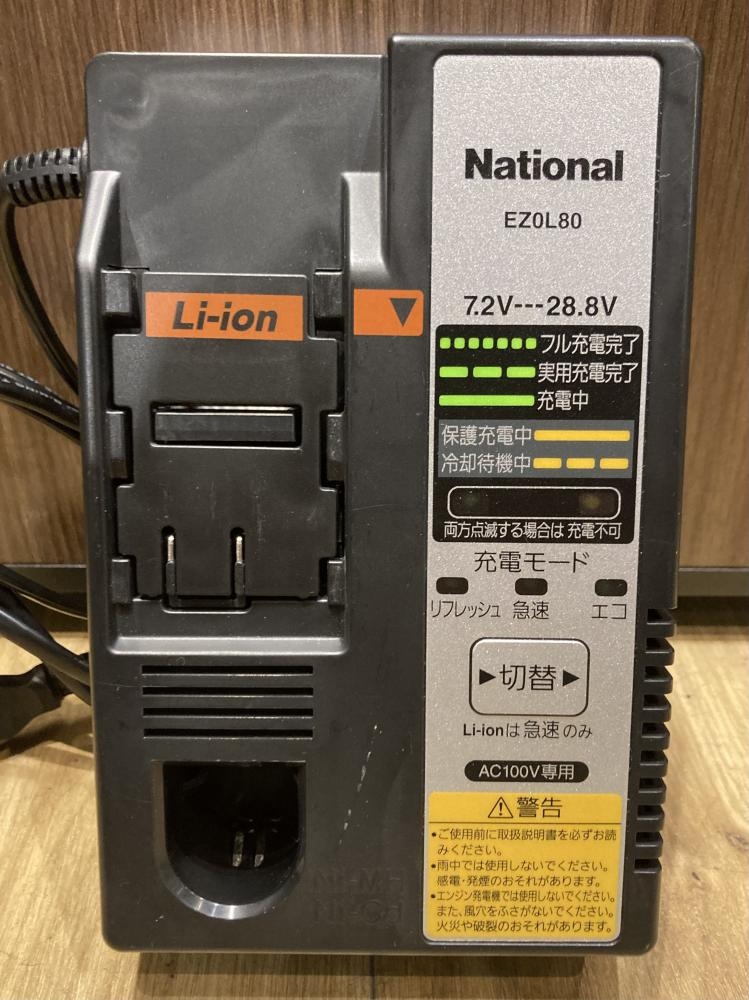 National
EZ0L80
Li-ion
▼
7.2V---28.8V
フル充電完了
実用充電完了
充電中
保護充電中
冷却待機中
両方点滅する場合は 充電不可
充電モード
リフレッシュ 急速 エコ
▶切替▶
Li-ionは急速のみ
AC100V専用
⚠警告
•ご使用前に取扱説明書を必ずお読
みください。
•雨中では使用しないでください。
感電・発煙のおそれがあります。
•エンジン発電機では使用しないでください。
また、風穴をふさがないでください。
火災や破裂のおそれがあります。